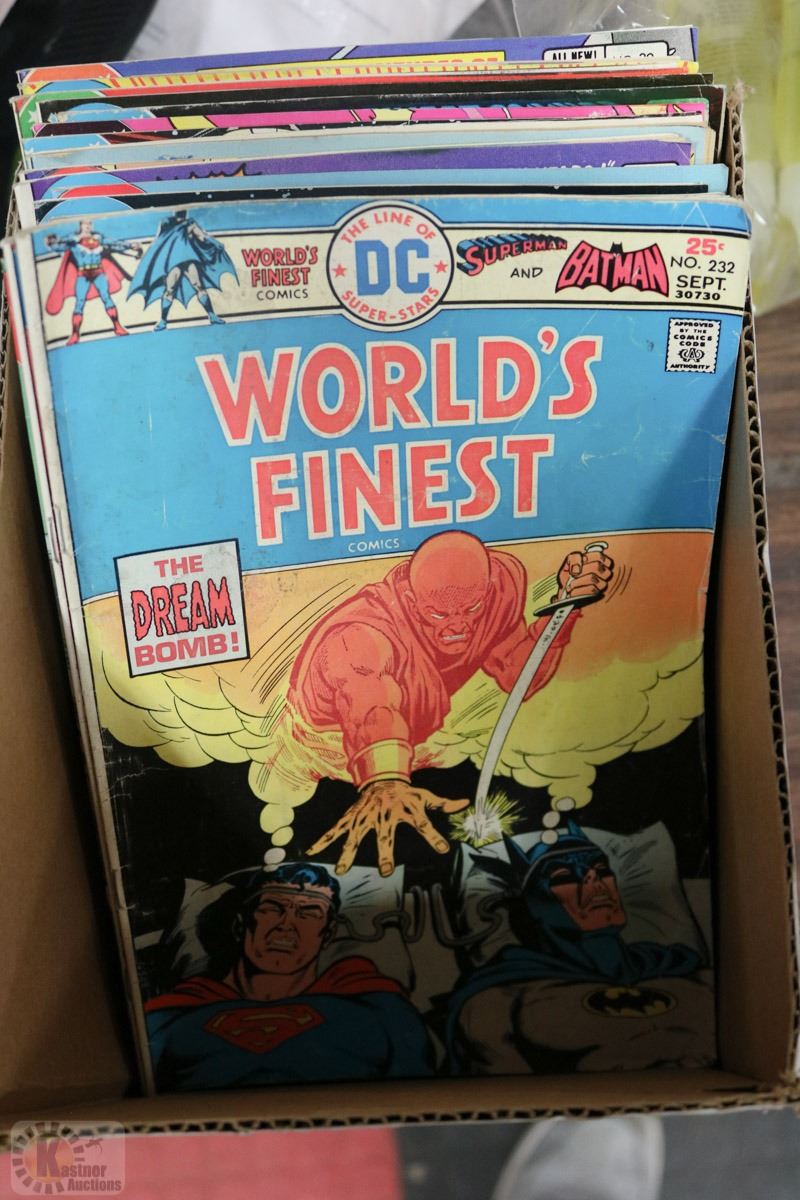 ALL NEW!
WORLD'S
FINEST
COMICS
THE LINE OF
DC
SUPER-STARS
SUPERMAN
AND
BATMAN
25¢
NO. 232
SEPT.
30730
APPROVED
BY THE
COMICS
CODE
CA
AUTHORITY
WORLD'S
FINEST
COMICS
THE
DREAM
BOMB!
Kastner
Auctions